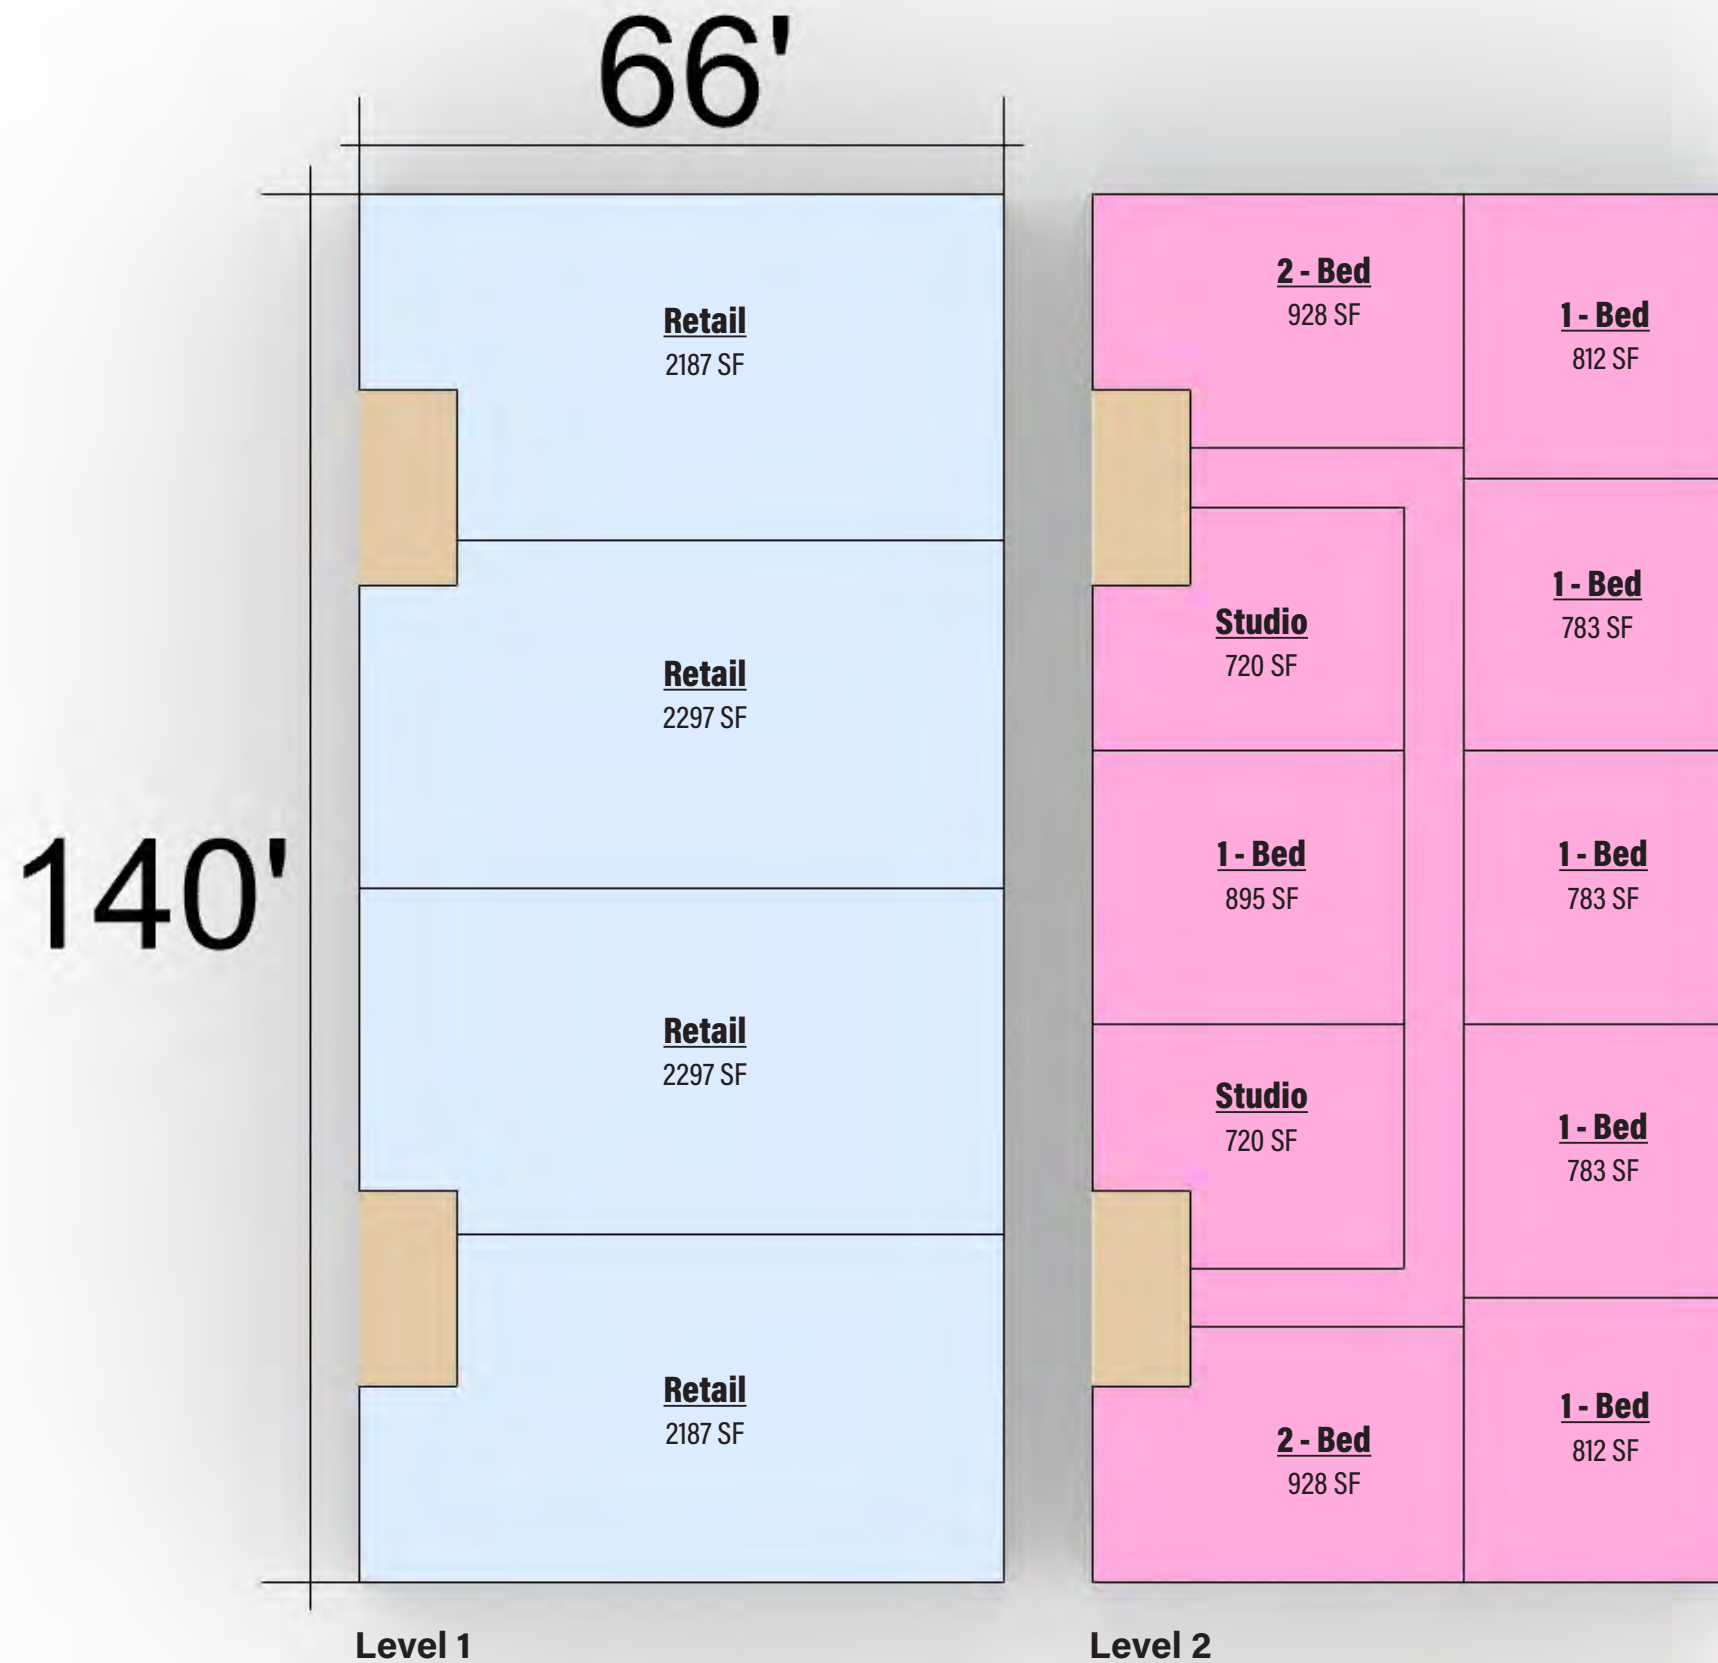 66'
140'
Retail
2187 SF
Retail
2297 SF
Retail
2297 SF
Retail
2187 SF
Level 1
2 - Bed
928 SF
1 - Bed
812 SF
1 - Bed
783 SF
Studio
720 SF
1 - Bed
895 SF
1 - Bed
783 SF
Studio
720 SF
1 - Bed
783 SF
2 - Bed
928 SF
1 - Bed
812 SF
Level 2